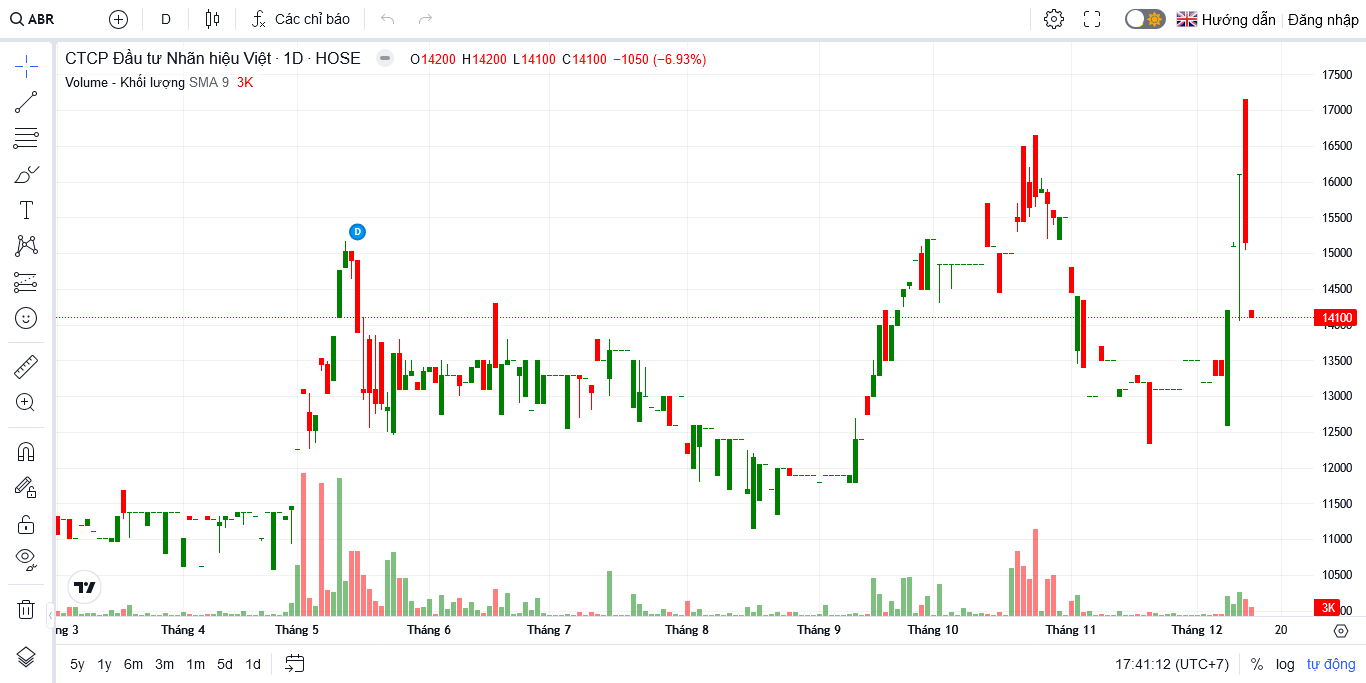 ABR D Các chỉ báo Hướng dẫn Đăng nhập
CTCP Đầu tư Nhãn hiệu Việt · 1D · HOSE O14200 H14200 L14100 C14100 −1050 (−6.93%)
Volume - Khối lượng SMA 9 3K
D
17500
17000
16500
16000
15500
15000
14500
14100
14000
13500
13000
12500
12000
11500
11000
10500
3K
ng 3 Tháng 4 Tháng 5 Tháng 6 Tháng 7 Tháng 8 Tháng 9 Tháng 10 Tháng 11 Tháng 12 20
5y 1y 6m 3m 1m 5d 1d 17:41:12 (UTC+7) % log tự động